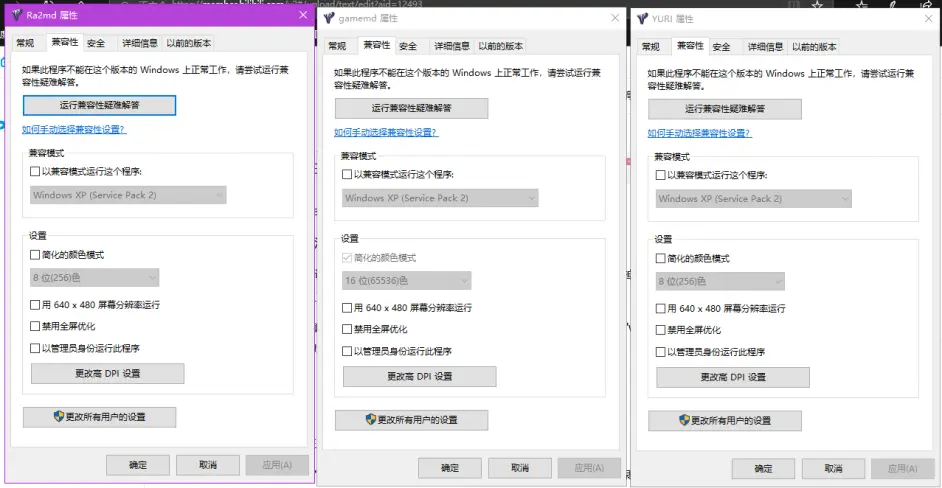 Ra2md 属性
常规 兼容性 安全 详细信息 以前的版本
如果此程序不能在这个版本的 Windows 上正常工作，请尝试运行兼
容性疑难解答。
运行兼容性疑难解答
如何手动选择兼容性设置?
兼容模式
以兼容模式运行这个程序:
Windows XP (Service Pack 2)
设置
简化的颜色模式
8 位(256)色
用 640 x 480 屏幕分辨率运行
禁用全屏优化
以管理员身份运行此程序
更改高 DPI 设置
更改所有用户的设置
确定 取消 应用(A)
gamemd 属性
常规 兼容性 安全 详细信息 以前的版本
如果此程序不能在这个版本的 Windows 上正常工作，请尝试运行兼
容性疑难解答。
运行兼容性疑难解答
如何手动选择兼容性设置?
兼容模式
以兼容模式运行这个程序:
Windows XP (Service Pack 2)
设置
简化的颜色模式
16 位(65536)色
用 640 x 480 屏幕分辨率运行
禁用全屏优化
以管理员身份运行此程序
更改高 DPI 设置
更改所有用户的设置
确定 取消 应用(A)
YURI 属性
常规 兼容性 安全 详细信息 以前的版本
如果此程序不能在这个版本的 Windows 上正常工作，请尝试运行兼
容性疑难解答。
运行兼容性疑难解答
如何手动选择兼容性设置?
兼容模式
以兼容模式运行这个程序:
Windows XP (Service Pack 2)
设置
简化的颜色模式
8 位(256)色
用 640 x 480 屏幕分辨率运行
禁用全屏优化
以管理员身份运行此程序
更改高 DPI 设置
更改所有用户的设置
确定 取消 应用(A)